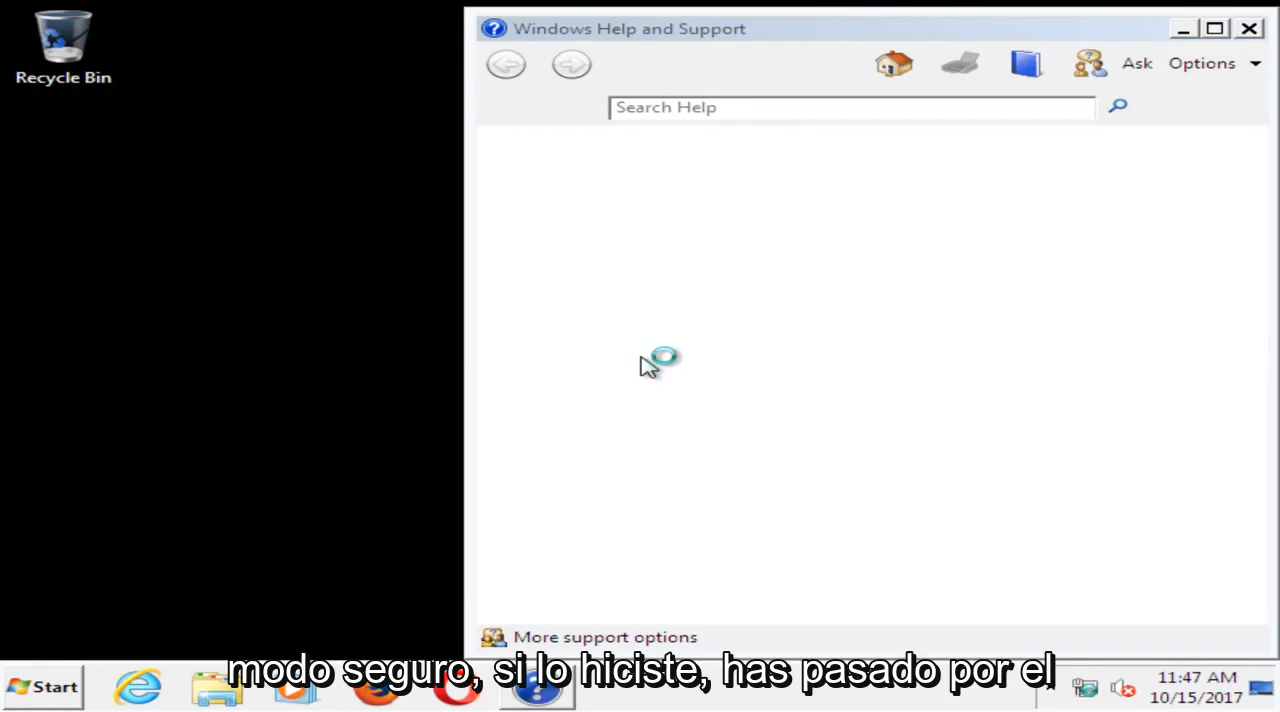 Recycle Bin
Windows Help and Support
Ask Options
Search Help
More support options
modo seguro, si lo hiciste, has pasado por el
Start
11:47 AM
10/15/2017